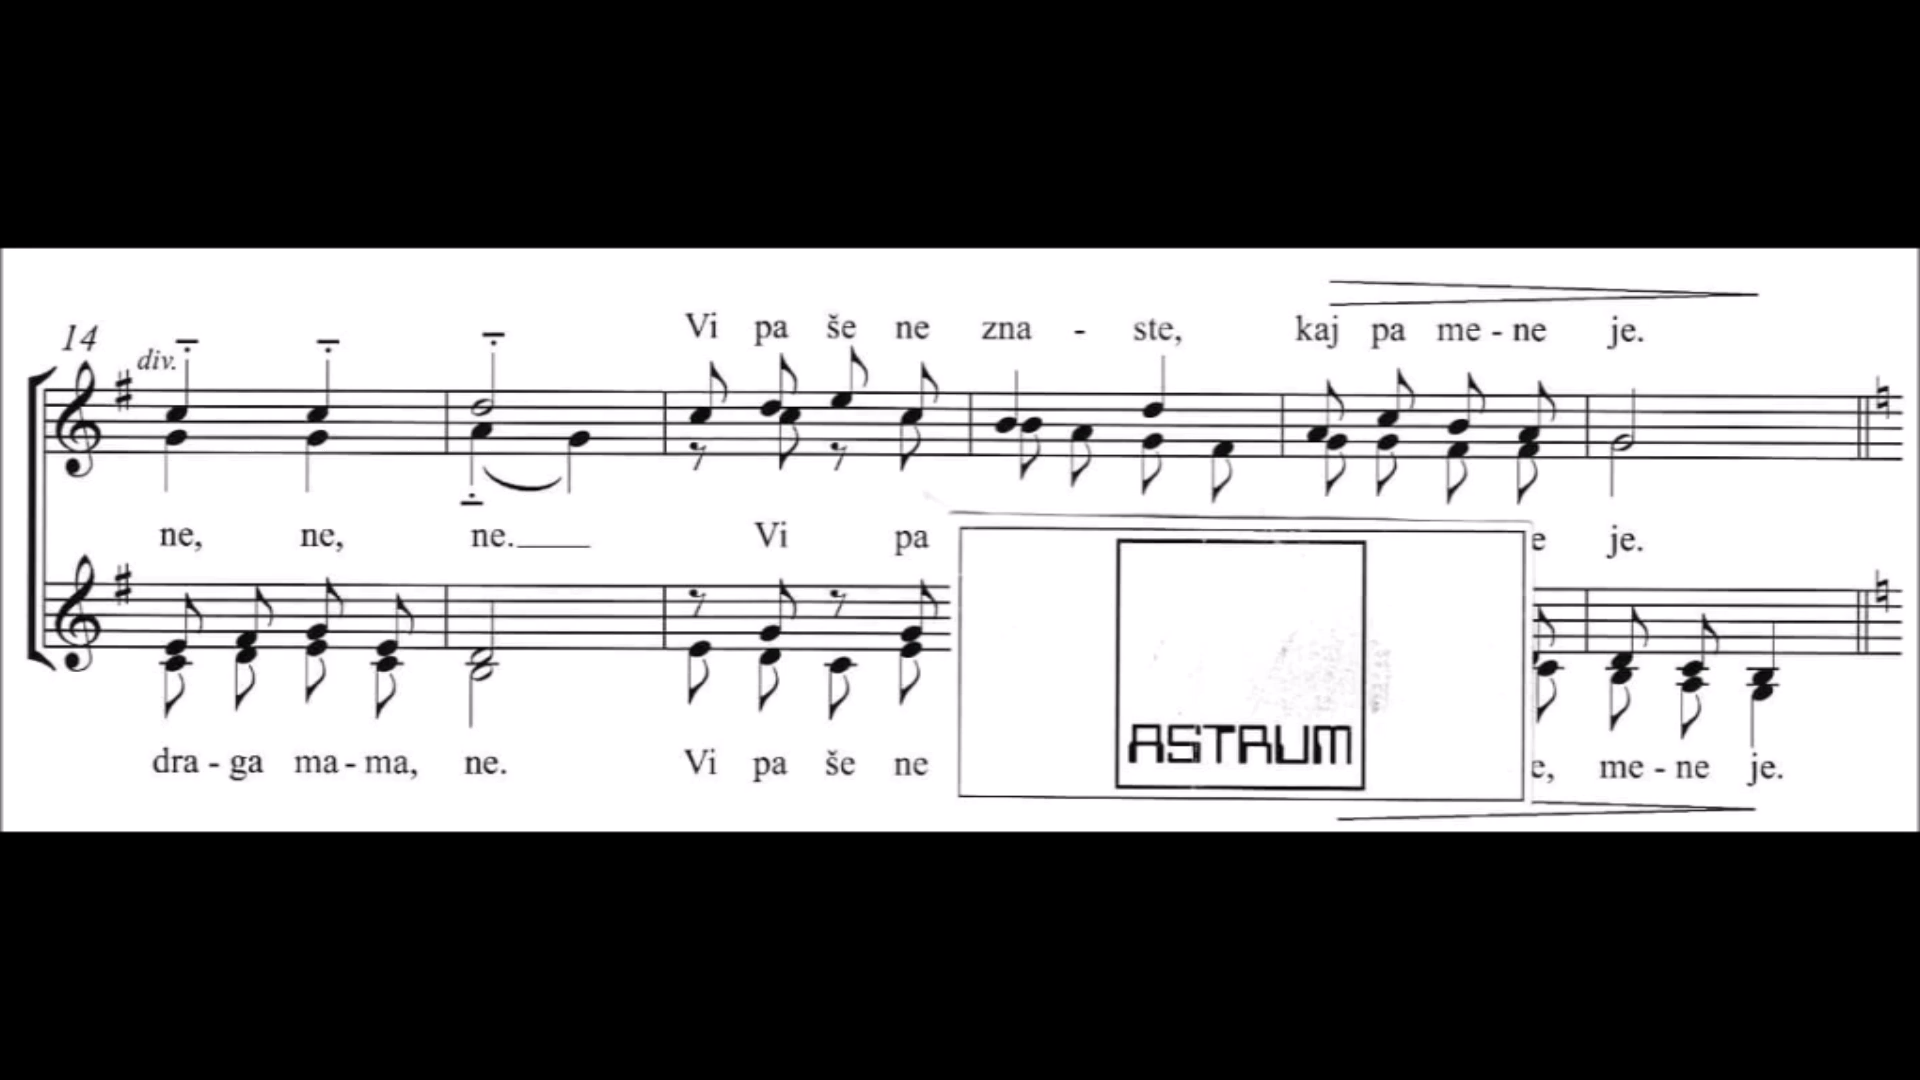 Vi pa še ne zna - ste, kaj pa me - ne je.
14
div.
ne, ne, ne. Vi pa je.
ASTRUM
dra - ga ma - ma, ne. Vi pa še ne me - ne je.